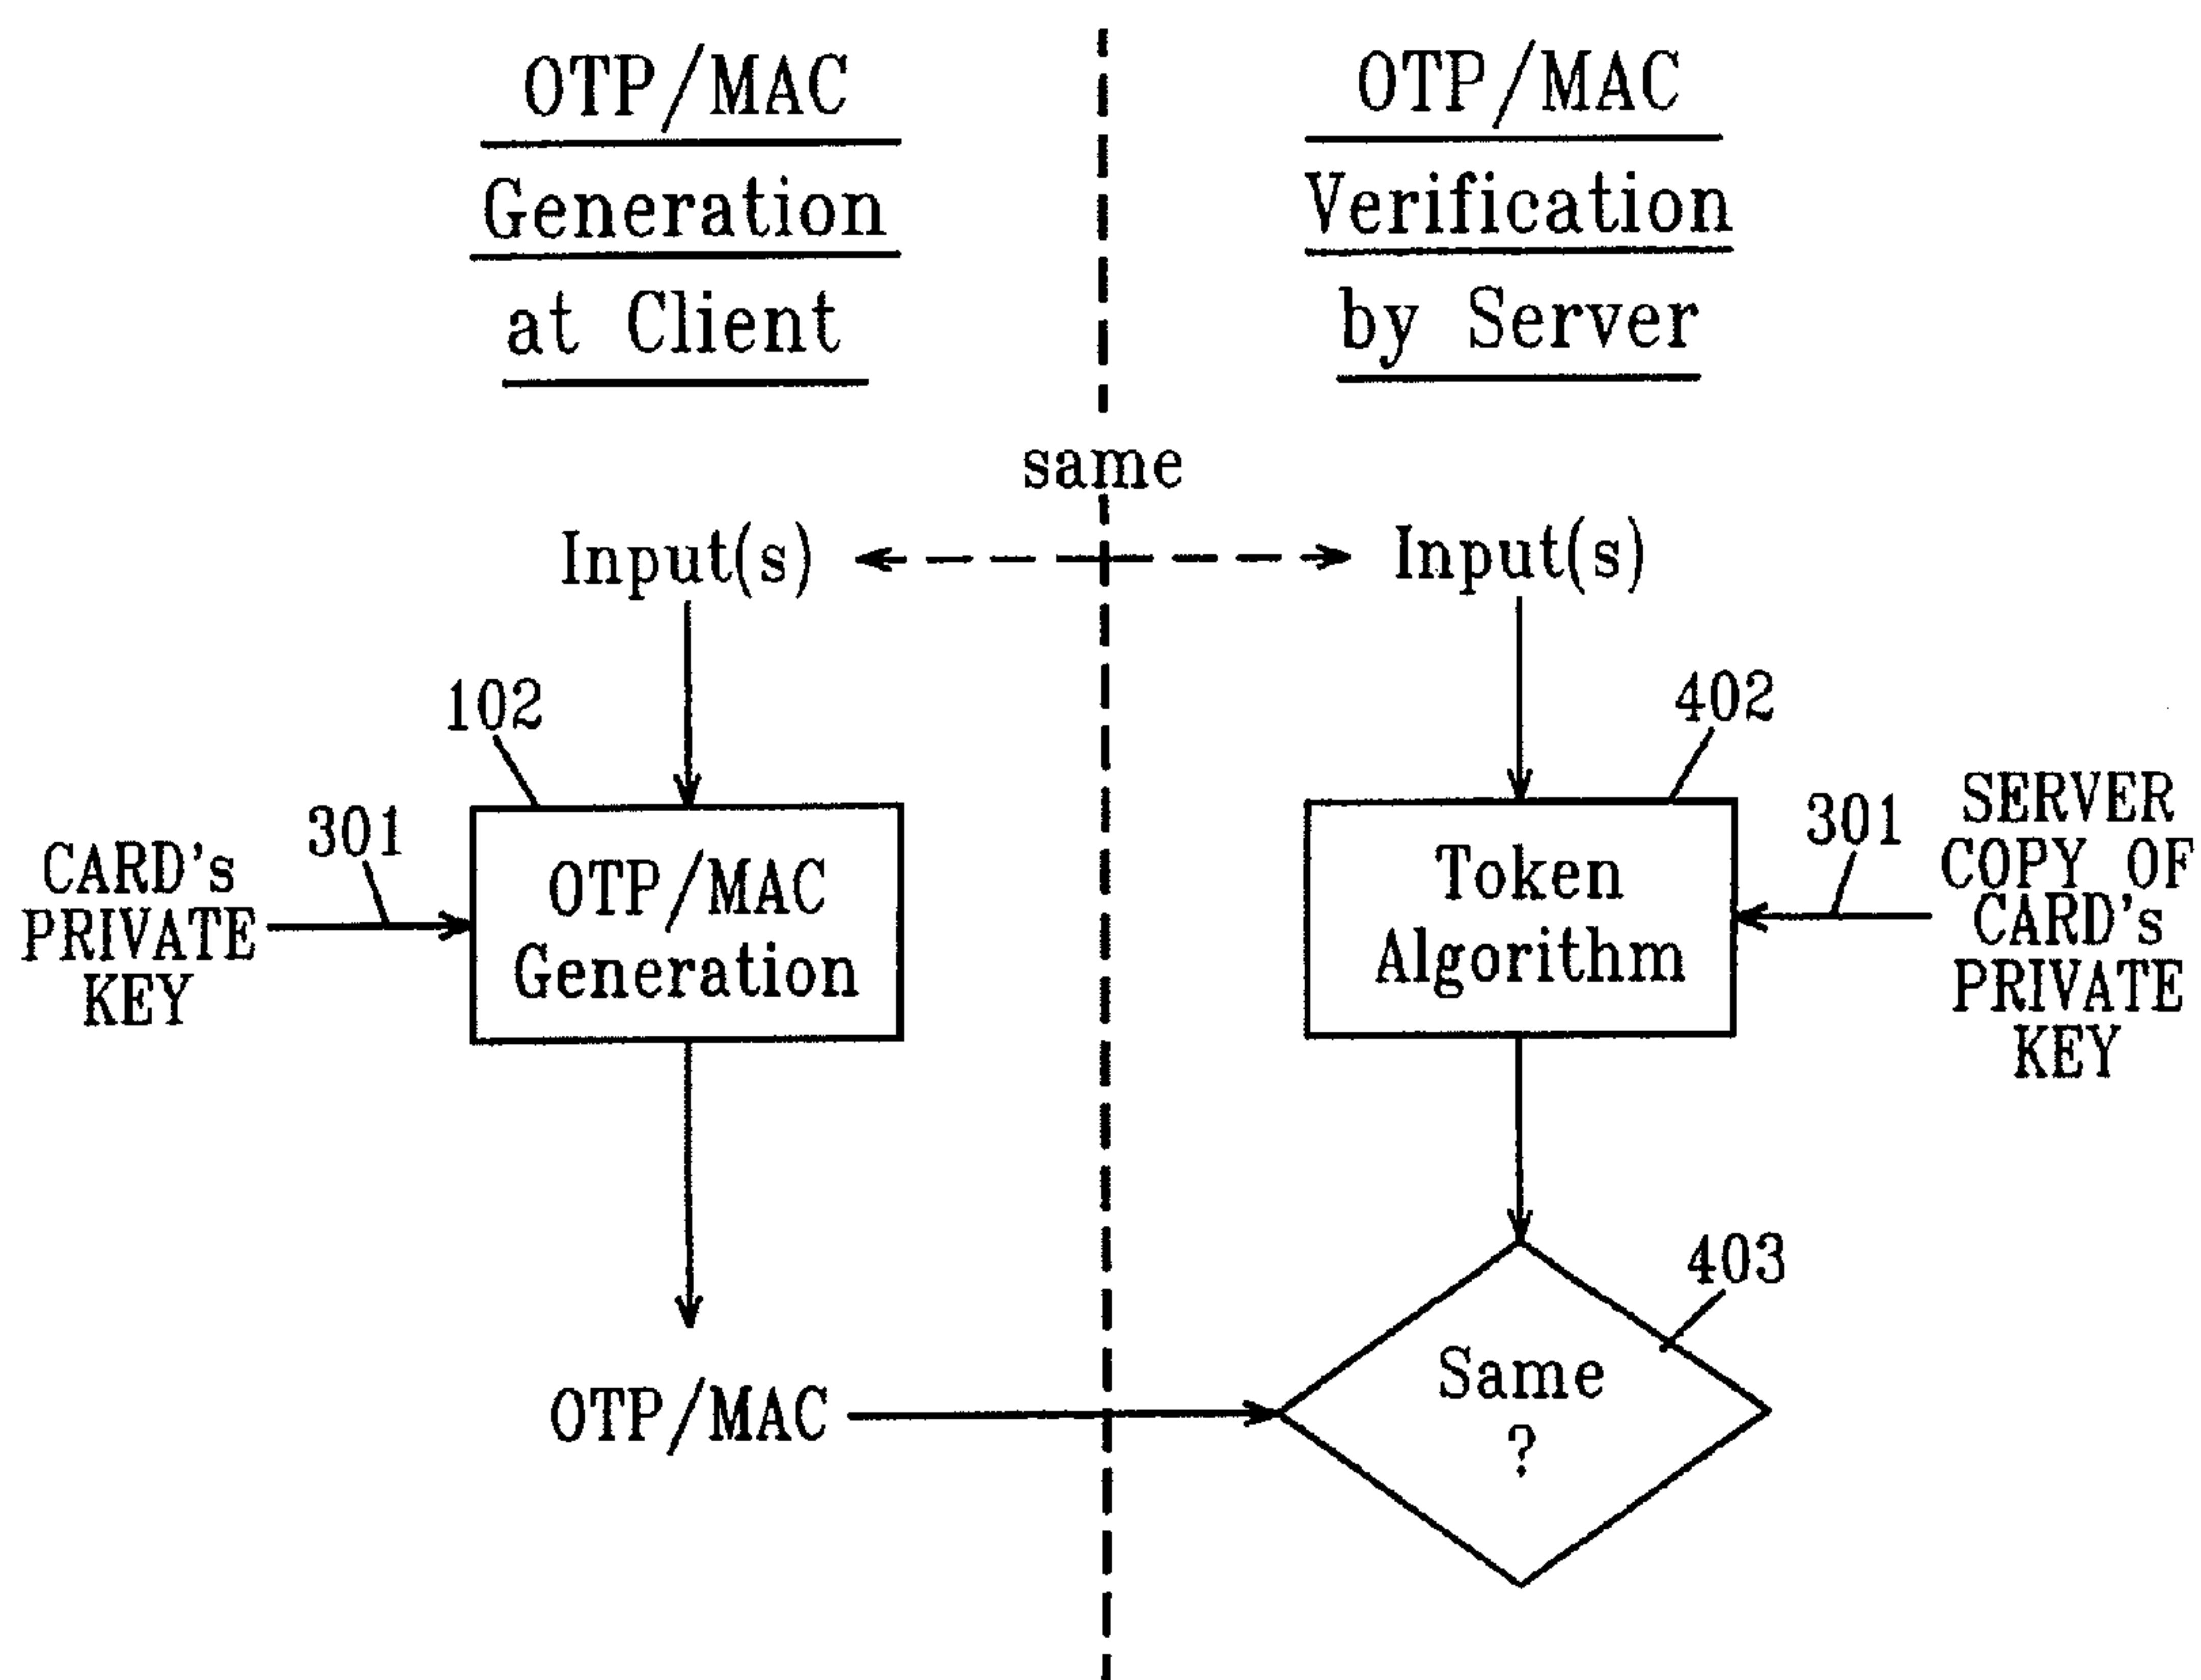 OTP/MAC
Generation
at Client
OTP/MAC
Verification
by Server
same
Input(s)
Input(s)
102
402
301
CARD's
PRIVATE
KEY
OTP/MAC
Generation
Token
Algorithm
301
SERVER
COPY OF
CARD's
PRIVATE
KEY
403
OTP/MAC
Same
?